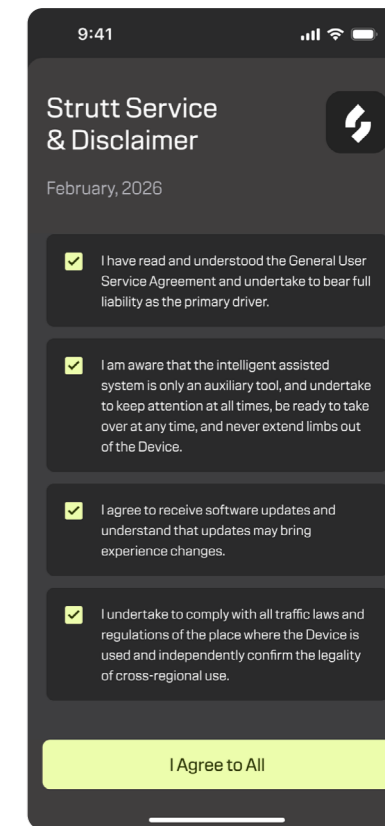 9:41
Strutt Service
& Disclaimer
February, 2026
I have read and understood the General User
Service Agreement and undertake to bear full
liability as the primary driver.
I am aware that the intelligent assisted
system is only an auxiliary tool, and undertake
to keep attention at all times, be ready to take
over at any time, and never extend limbs out
of the Device.
I agree to receive software updates and
understand that updates may bring
experience changes.
I undertake to comply with all traffic laws and
regulations of the place where the Device is
used and independently confirm the legality
of cross-regional use.
I Agree to All